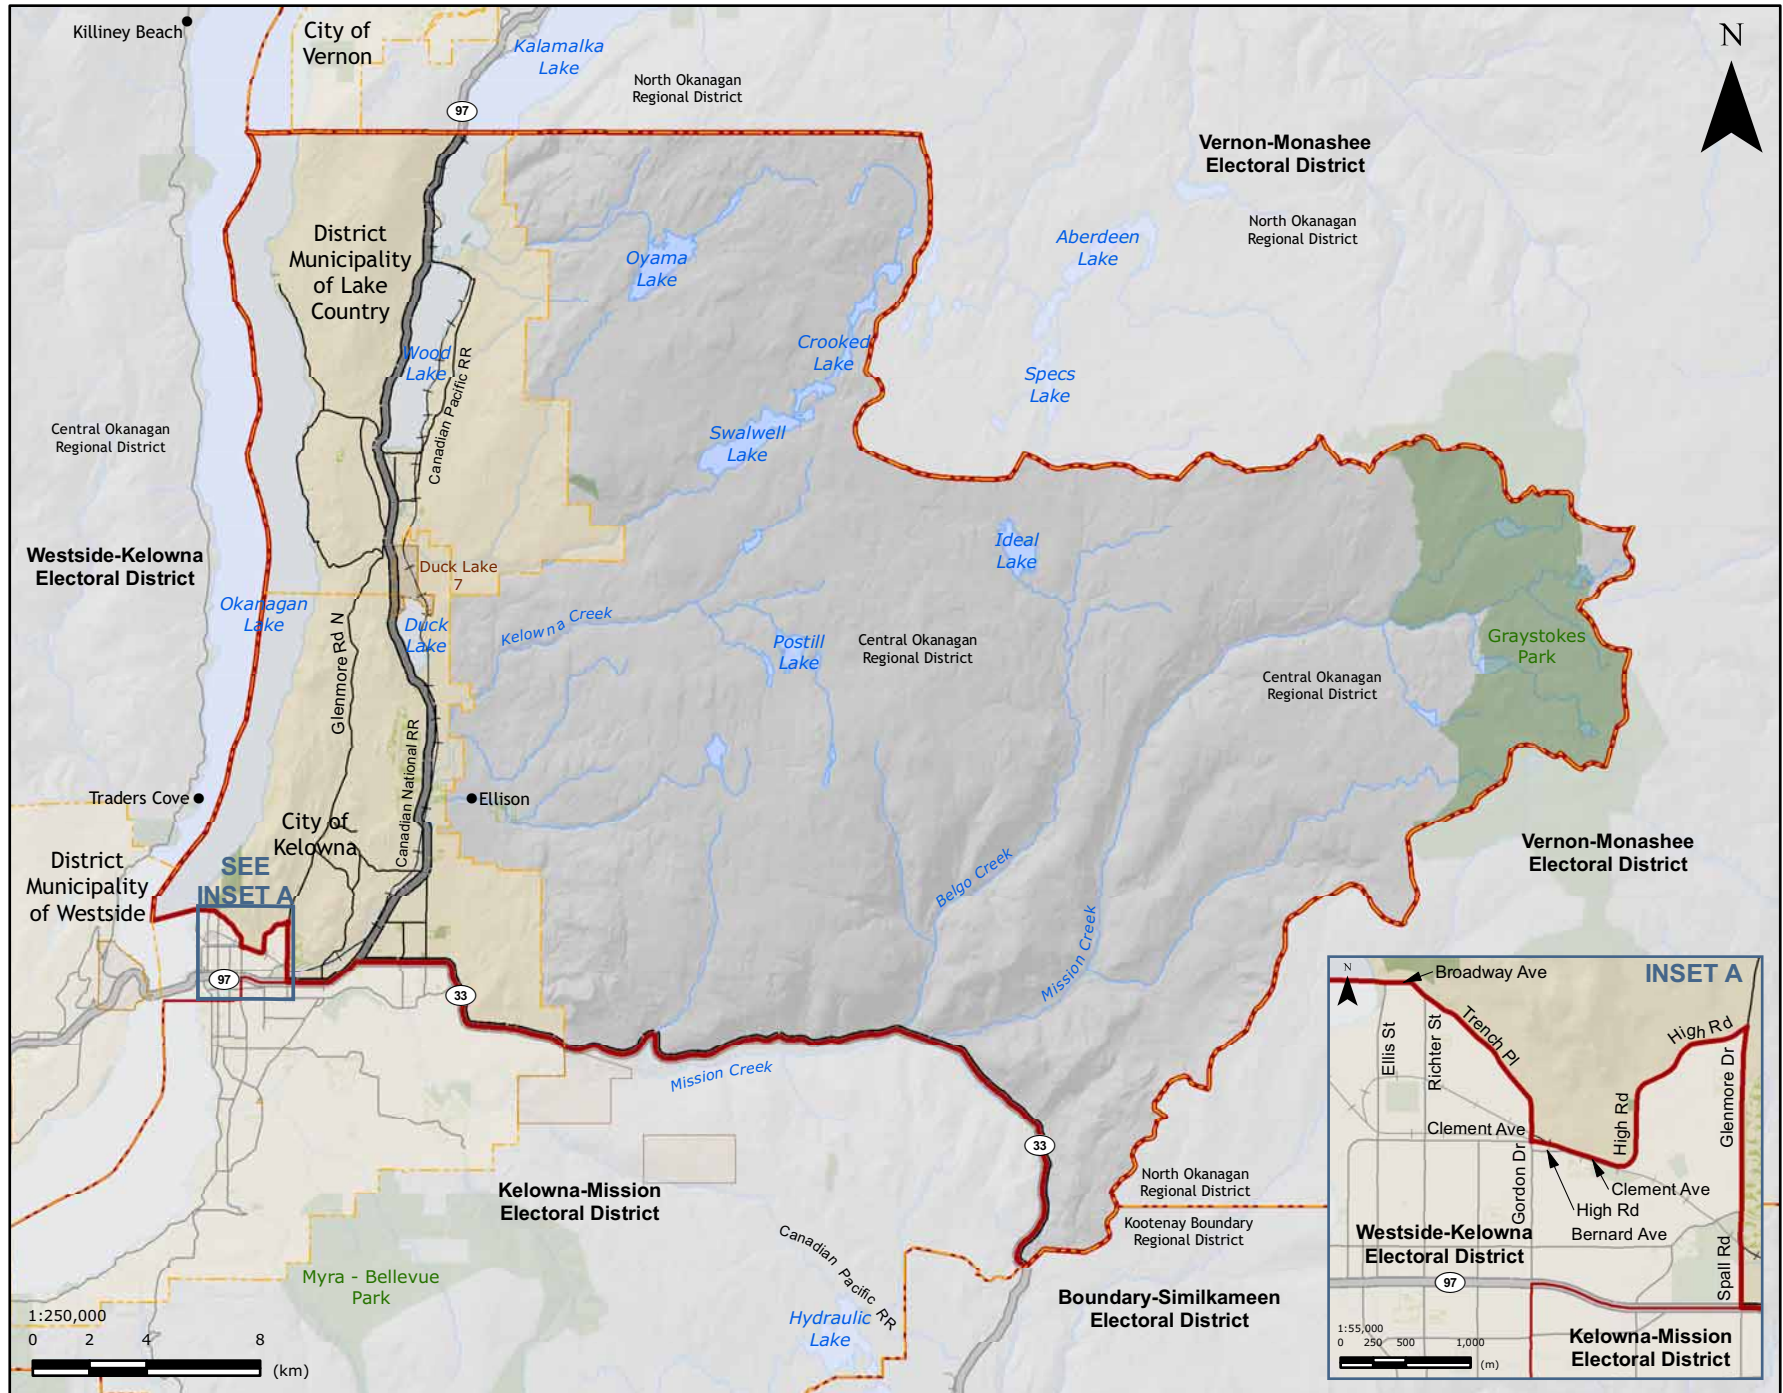 Killiney Beach
City of
Vernon
Kalamalka
Lake
North Okanagan
Regional District
N
97
Vernon-Monashee
Electoral District
North Okanagan
Regional District
District
Municipality
of Lake
Country
Oyama
Lake
Aberdeen
Lake
Crooked
Lake
Wood
Lake
Canadian Pacific RR
Specs
Lake
Central Okanagan
Regional District
Swalwell
Lake
Westside-Kelowna
Electoral District
Ideal
Lake
Duck Lake
7
Okanagan
Lake
Duck
Lake
Kelowna Creek
Glenmore Rd N
Postill
Lake
Central Okanagan
Regional District
Graystokes
Park
Central Okanagan
Regional District
Canadian National RR
Traders Cove
Ellison
City of
Kelowna
District
Municipality
of Westside
SEE
INSET A
Belgo Creek
Vernon-Monashee
Electoral District
Mission Creek
97
33
Mission Creek
33
Kelowna-Mission
Electoral District
North Okanagan
Regional District
Kootenay Boundary
Regional District
Canadian Pacific RR
Myra - Bellevue
Park
Boundary-Similkameen
Electoral District
Hydraulic
Lake
1:250,000
0 2 4 8
(km)
INSET A
N
Broadway Ave
Ellis St
Richter St
Trench Pl
High Rd
Glenmore Dr
High Rd
Clement Ave
Gordon Dr
Clement Ave
High Rd
Bernard Ave
Westside-Kelowna
Electoral District
Spall Rd
97
1:55,000
0 250 500 1,000
(m)
Kelowna-Mission
Electoral District